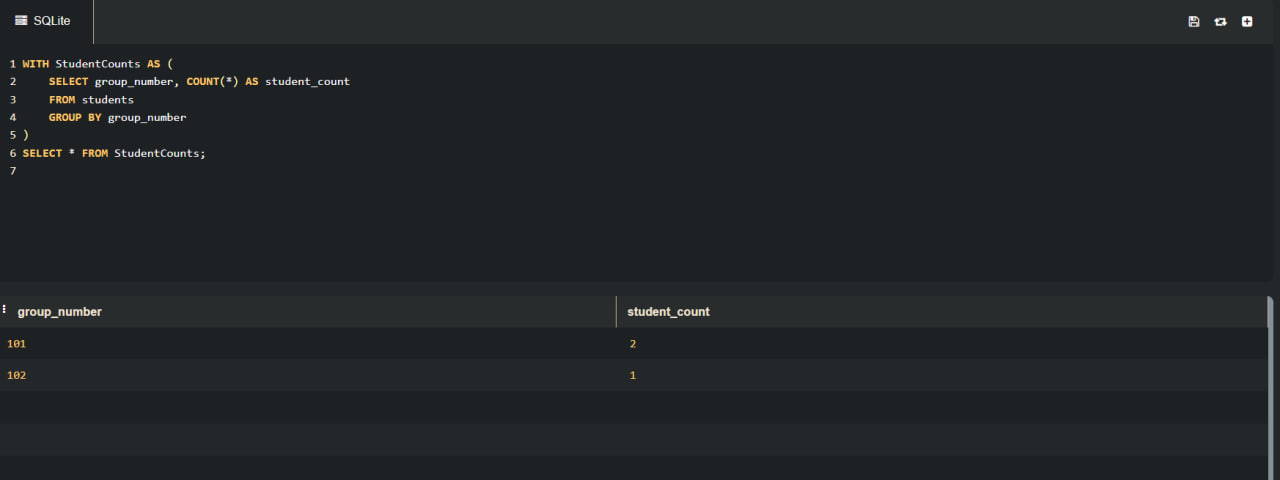 SQLite
1 WITH StudentCounts AS (
2     SELECT group_number, COUNT(*) AS student_count
3     FROM students
4     GROUP BY group_number
5 )
6 SELECT * FROM StudentCounts;
7
group_number student_count
101 2
102 1